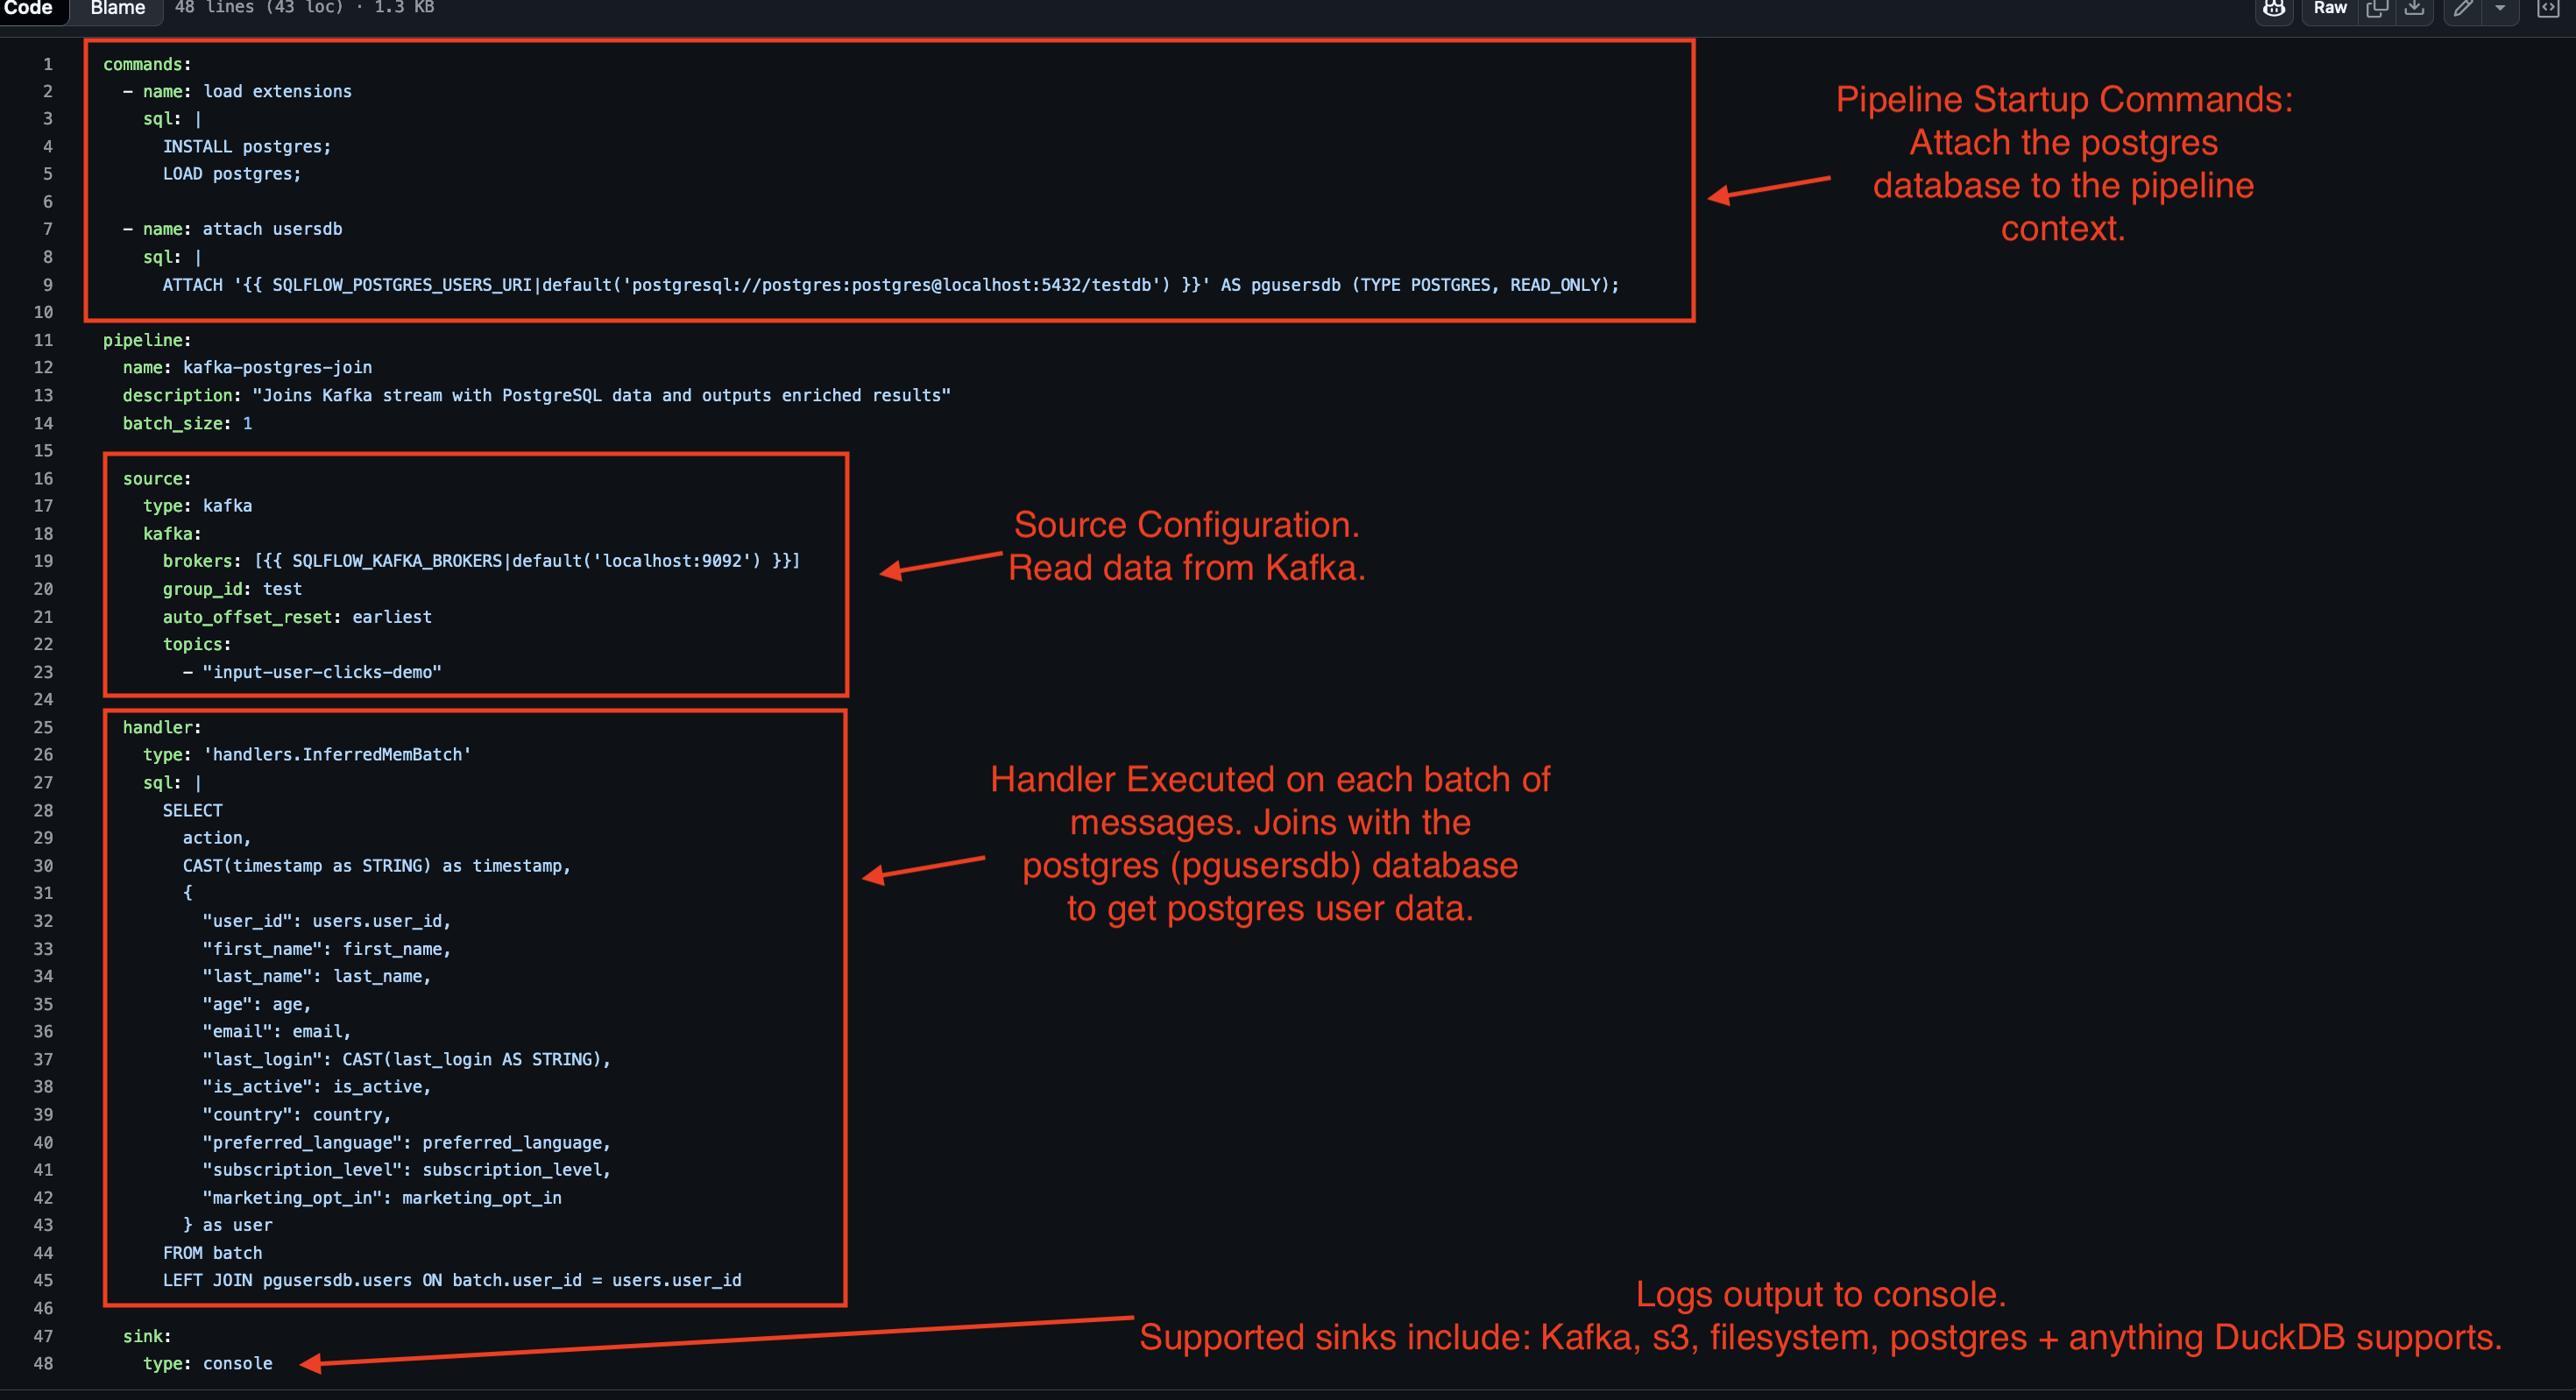 Code Blame 48 lines (43 loc) · 1.3 KB Raw
1 commands:
2   - name: load extensions
3     sql: |
4       INSTALL postgres;
5       LOAD postgres;
6
7   - name: attach usersdb
8     sql: |
9       ATTACH '{{ SQLFLOW_POSTGRES_USERS_URI|default('postgresql://postgres:postgres@localhost:5432/testdb') }}' AS pgusersdb (TYPE POSTGRES, READ_ONLY);
10
Pipeline Startup Commands:
Attach the postgres
database to the pipeline
context.
11 pipeline:
12   name: kafka-postgres-join
13   description: "Joins Kafka stream with PostgreSQL data and outputs enriched results"
14   batch_size: 1
15
16   source:
17     type: kafka
18     kafka:
19       brokers: [{{ SQLFLOW_KAFKA_BROKERS|default('localhost:9092') }}]
20       group_id: test
21       auto_offset_reset: earliest
22       topics:
23         - "input-user-clicks-demo"
24
Source Configuration.
Read data from Kafka.
25   handler:
26     type: 'handlers.InferredMemBatch'
27     sql: |
28       SELECT
29         action,
30         CAST(timestamp as STRING) as timestamp,
31         {
32           "user_id": users.user_id,
33           "first_name": first_name,
34           "last_name": last_name,
35           "age": age,
36           "email": email,
37           "last_login": CAST(last_login AS STRING),
38           "is_active": is_active,
39           "country": country,
40           "preferred_language": preferred_language,
41           "subscription_level": subscription_level,
42           "marketing_opt_in": marketing_opt_in
43         } as user
44       FROM batch
45       LEFT JOIN pgusersdb.users ON batch.user_id = users.user_id
46
Handler Executed on each batch of
messages. Joins with the
postgres (pgusersdb) database
to get postgres user data.
47   sink:
48     type: console
Logs output to console.
Supported sinks include: Kafka, s3, filesystem, postgres + anything DuckDB supports.